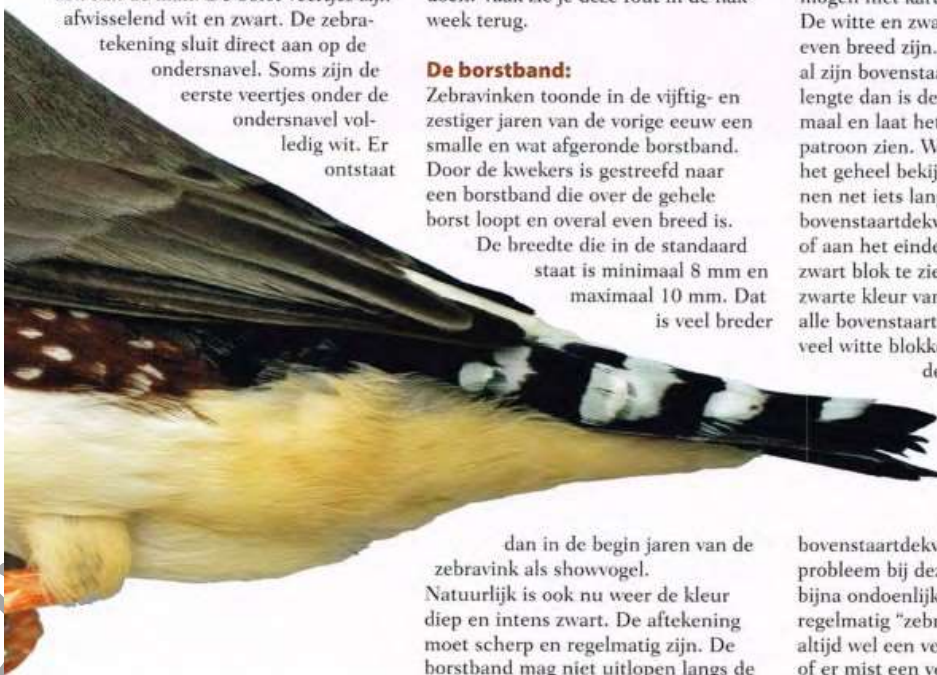 afwisselend wit en zwart. De zebra-
tekening sluit direct aan op de
ondersnavel. Soms zijn de
eerste veertjes onder de
ondersnavel vol-
ledig wit. Er
ontstaat
week terug.
De borstband:
Zebravinken toonde in de vijftig- en
zestiger jaren van de vorige eeuw een
smalle en wat afgeronde borstband.
Door de kwekers is gestreefd naar
een borstband die over de gehele
borst loopt en overal even breed is.
De breedte die in de standaard
staat is minimaal 8 mm en
maximaal 10 mm. Dat
is veel breder
dan in de begin jaren van de
zebravink als showvogel.
Natuurlijk is ook nu weer de kleur
diep en intens zwart. De aftekening
moet scherp en regelmatig zijn. De
borstband mag niet uitlopen langs de
De witte en zwa
even breed zijn.
al zijn bovensta
lengte dan is de
maal en laat het
patroon zien. W
het geheel bekij
nen net iets lan
bovenstaartdekv
of aan het einde
zwart blok te zie
zwarte kleur var
alle bovenstaart
veel witte blokk
de
bovenstaartdekv
probleem bij dez
bijna ondoenlijk
regelmatig “zebr
altijd wel een ve
of er mist een ve